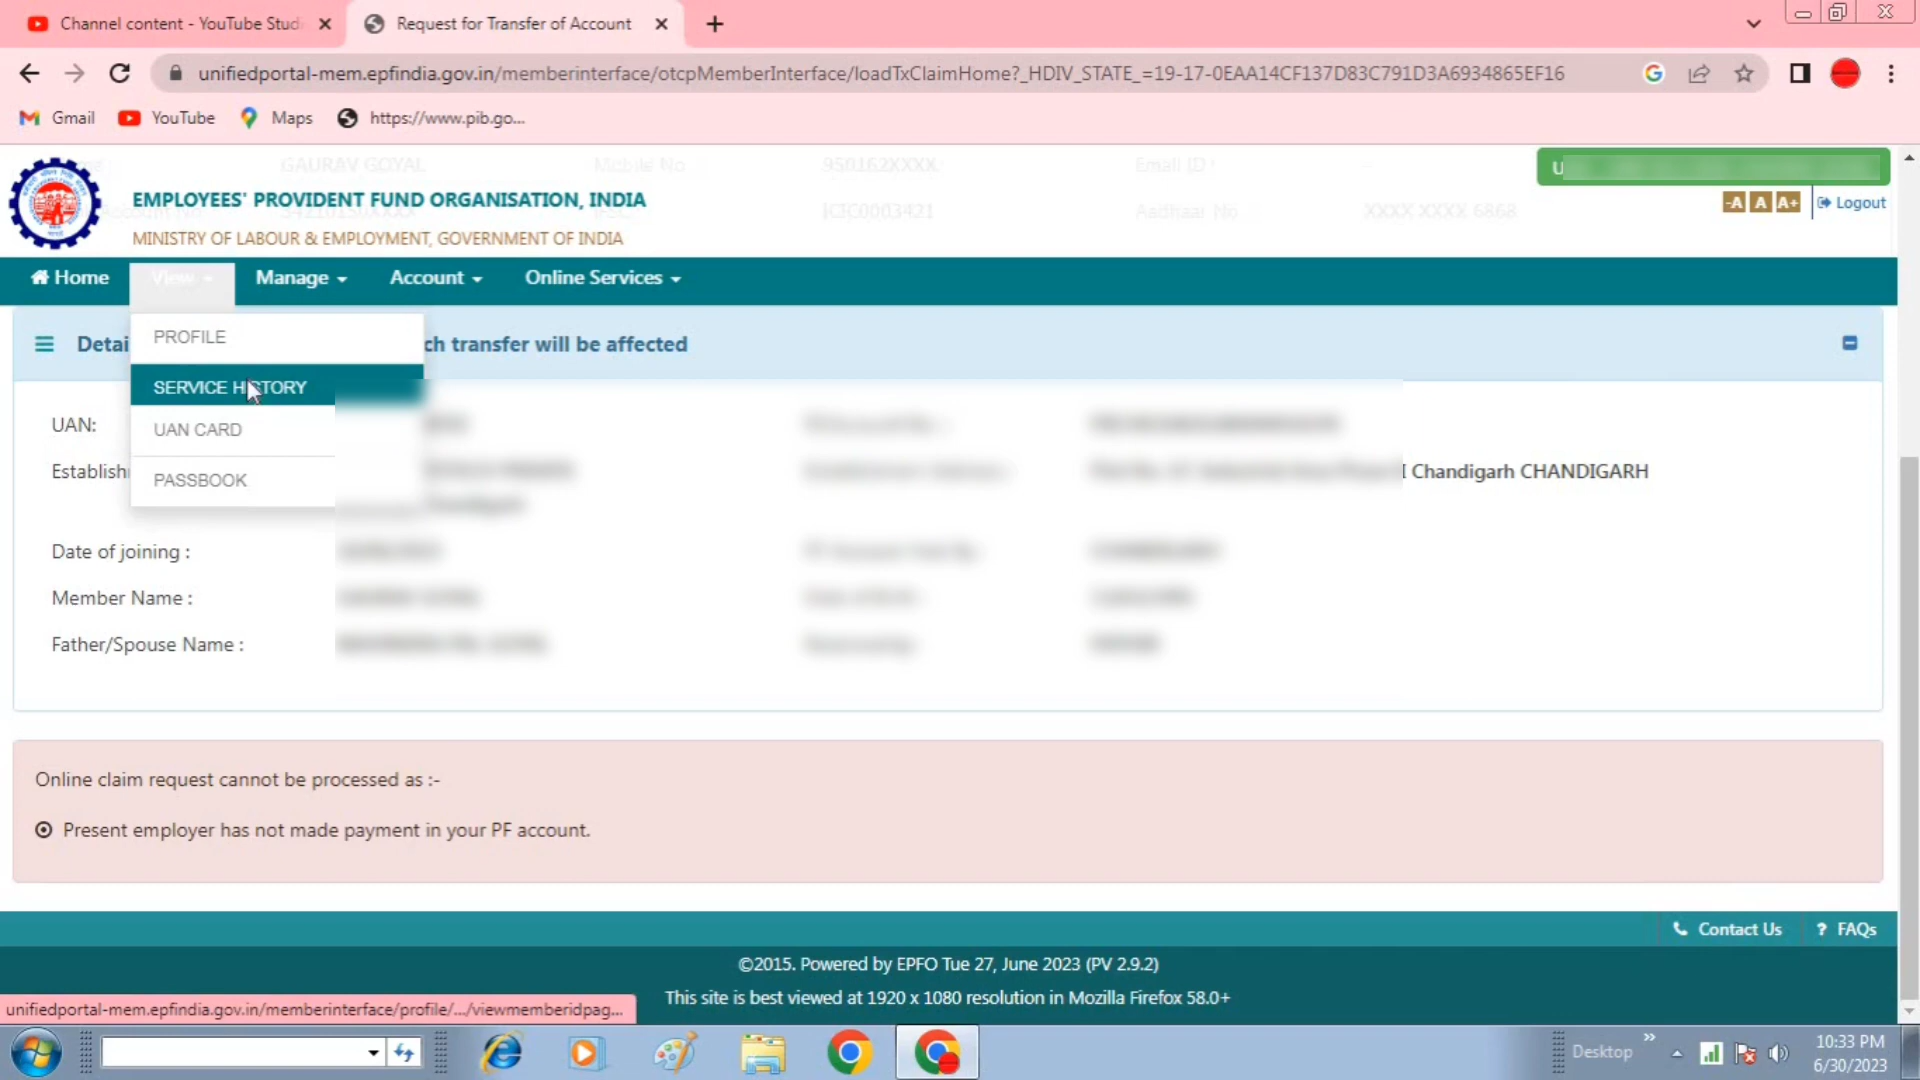 Channel content - YouTube Studi
Request for Transfer of Account
unifiedportal-mem.epfindia.gov.in/memberinterface/otcpMemberInterface/loadTxClaimHome?_HDIV_STATE_=19-17-0EAA14CF137D83C791D3A6934865EF16
Gmail YouTube Maps https://www.pib.go...
GAURAV GOYAL Mobile No 950162XXXX Email ID :
U
EMPLOYEES' PROVIDENT FUND ORGANISATION, INDIA
-A A A+ Logout
ICIC0003421 Aadhaar No XXXX XXXX 6868
MINISTRY OF LABOUR & EMPLOYMENT, GOVERNMENT OF INDIA
Home View Manage Account Online Services
PROFILE
Detai ch transfer will be affected
SERVICE HISTORY
UAN:
UAN CARD
Establishm I Chandigarh CHANDIGARH
PASSBOOK
Date of joining :
Member Name :
Father/Spouse Name :
Online claim request cannot be processed as :-
Present employer has not made payment in your PF account.
Contact Us ? FAQs
©2015. Powered by EPFO Tue 27, June 2023 (PV 2.9.2)
This site is best viewed at 1920 x 1080 resolution in Mozilla Firefox 58.0+
unifiedportal-mem.epfindia.gov.in/memberinterface/profile/.../viewmemberidpag...
Desktop
10:33 PM
6/30/2023